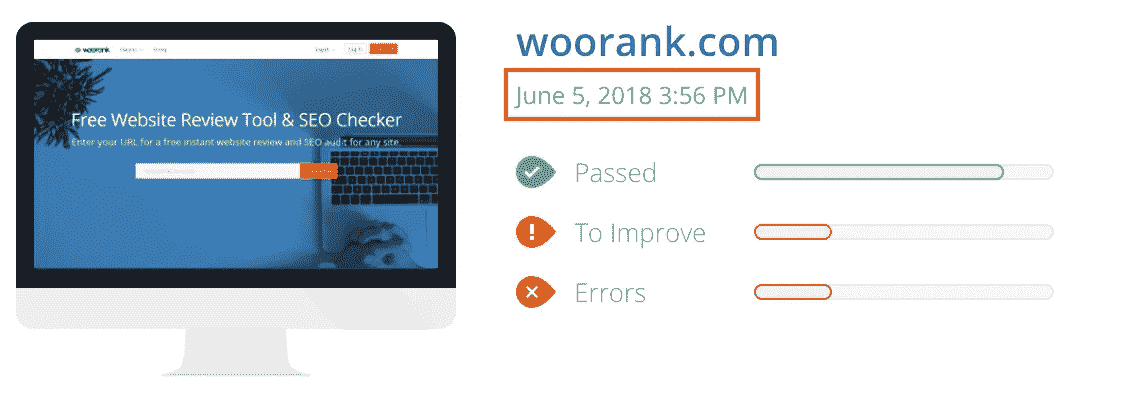 woorank
Free Website Review Tool & SEO Checker
Enter your URL for a free instant website review and SEO audit for any site.
woorank.com
June 5, 2018 3:56 PM
Passed
To Improve
Errors